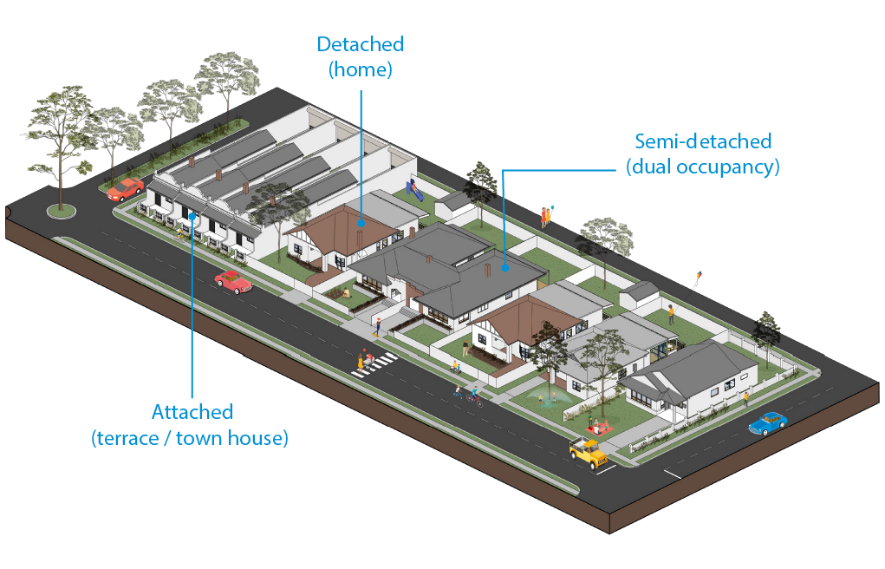 Detached
(home)
Semi-detached
(dual occupancy)
Attached
(terrace / town house)